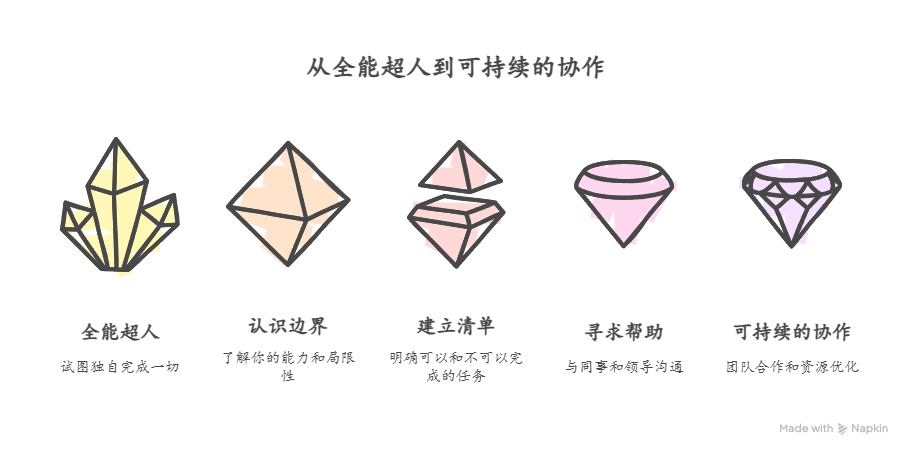 从全能超人到可持续的协作
全能超人
试图独自完成一切
认识边界
了解你的能力和局限
性
建立清单
明确可以和不可以完
成的任务
寻求帮助
与同事和领导沟通
可持续的协作
团队合作和资源优化
Made with Napkin